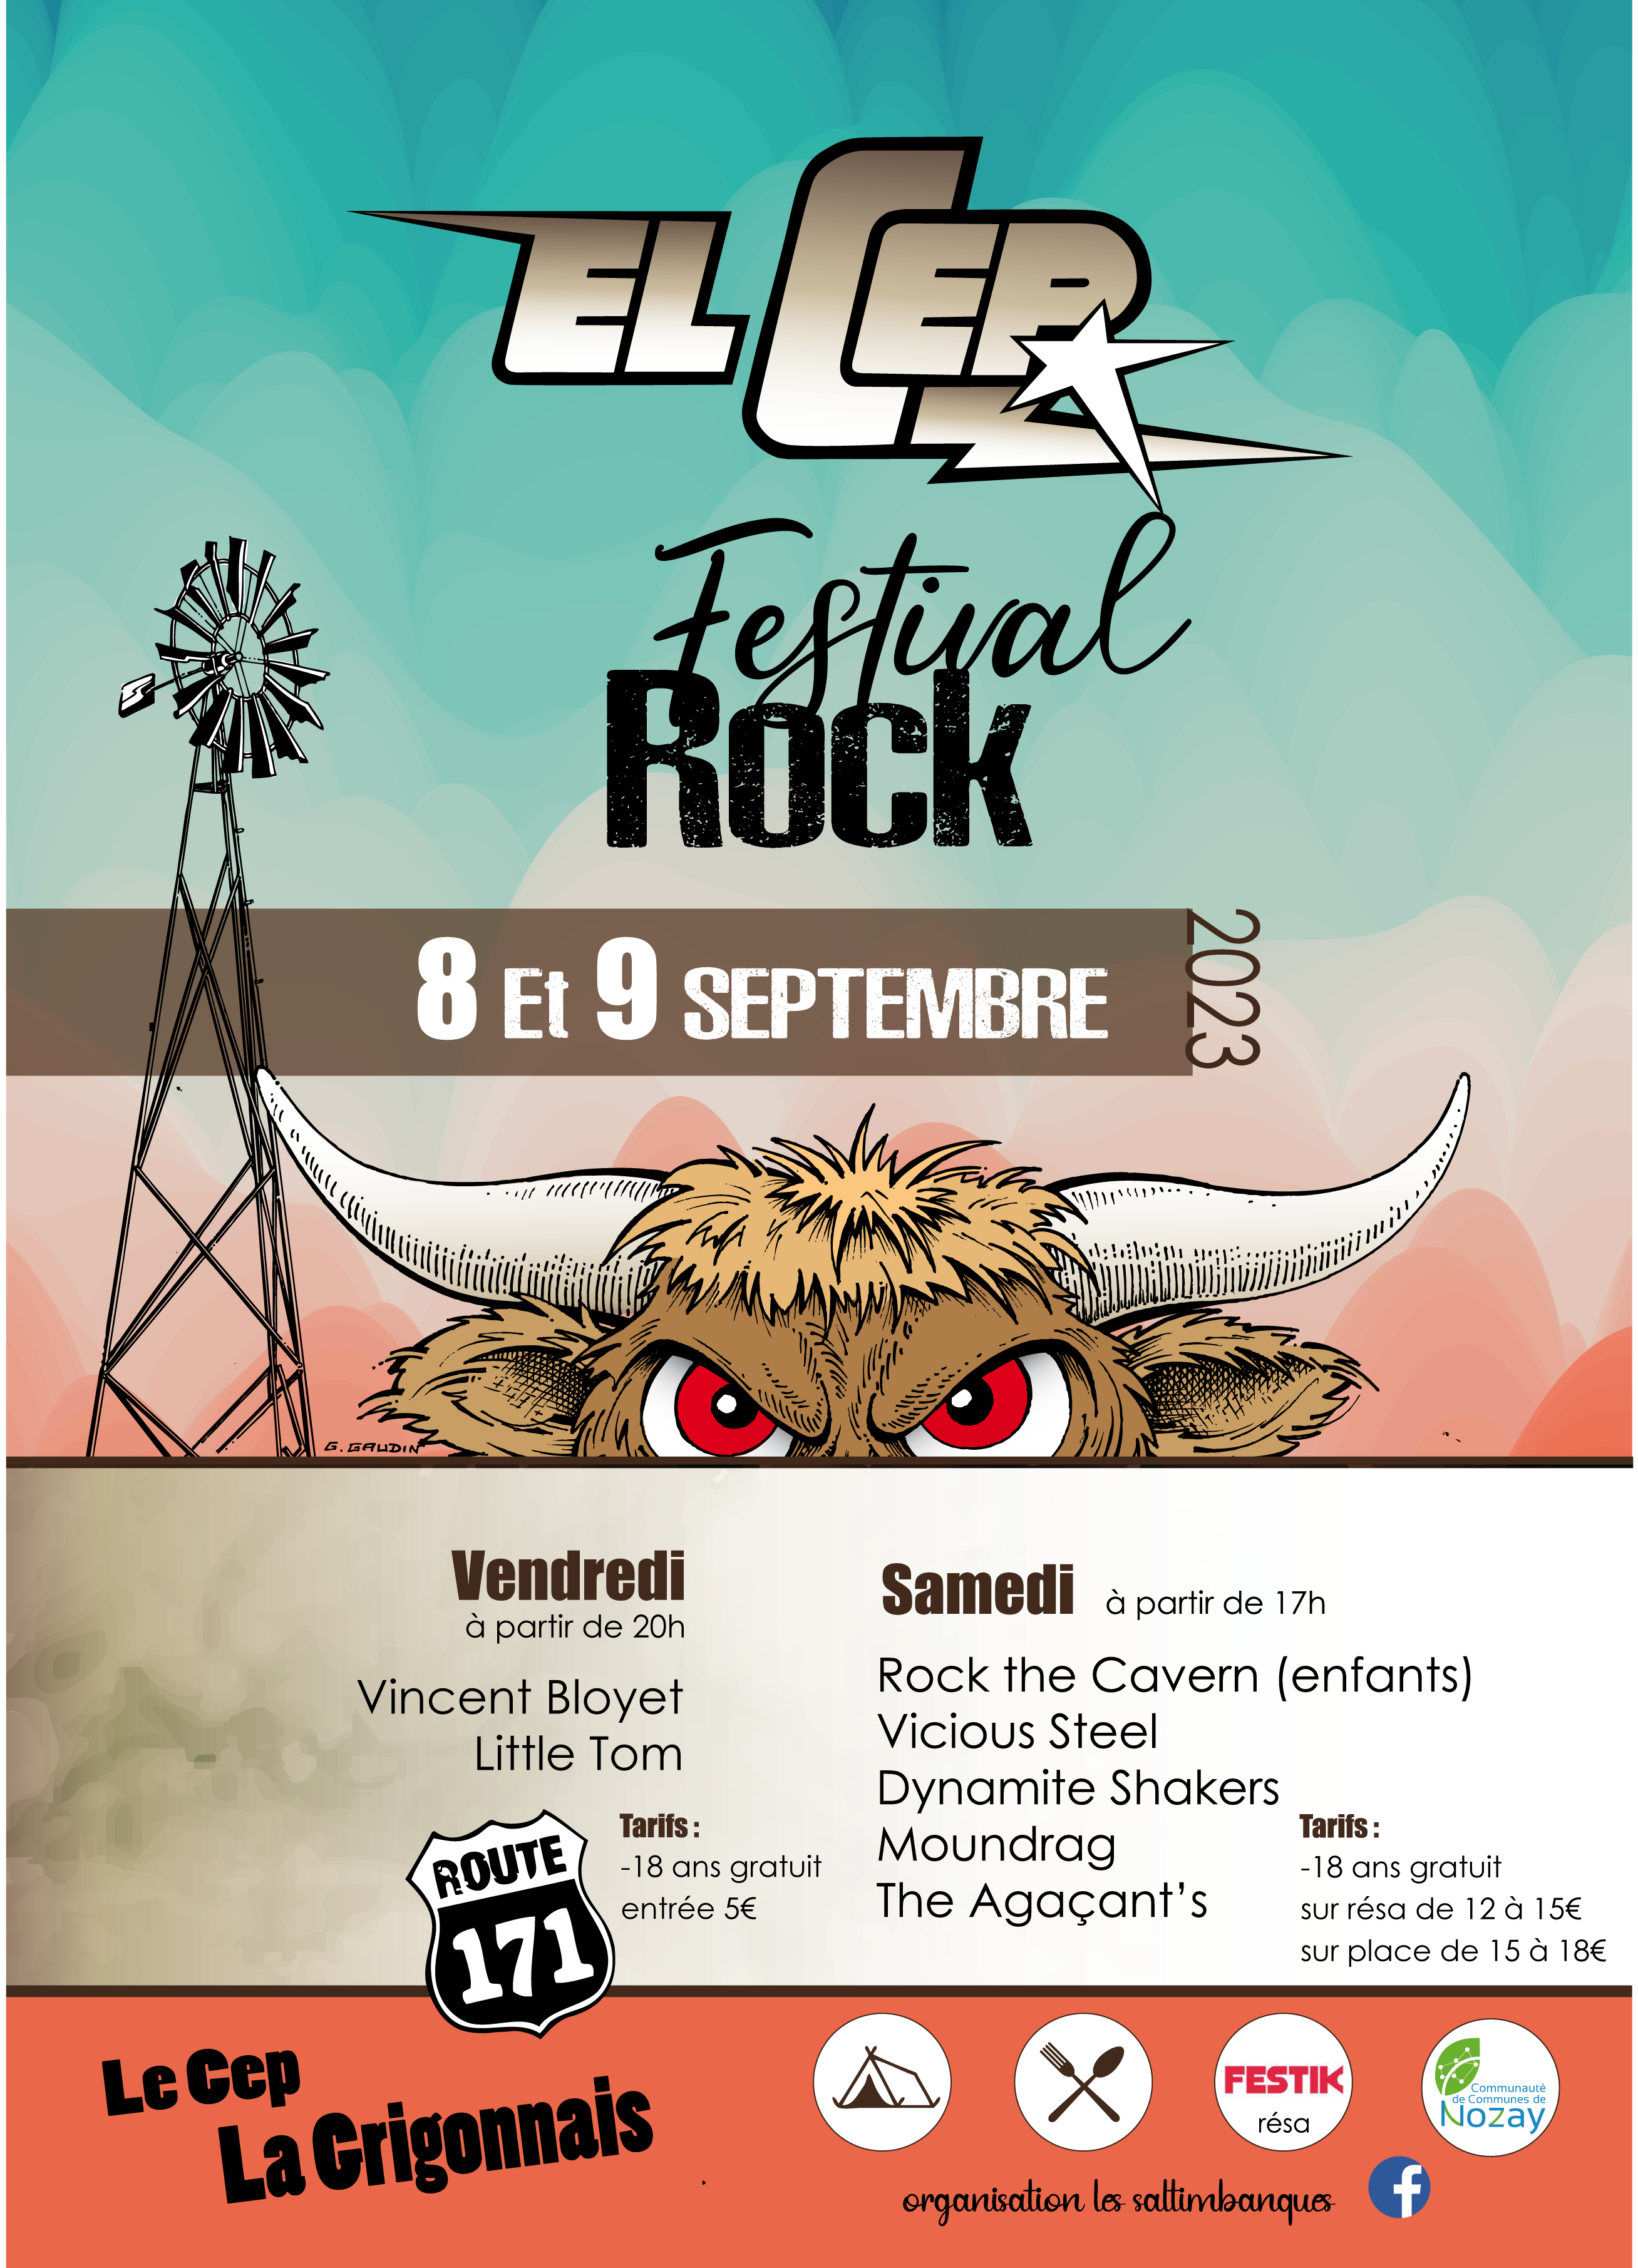 EL CEP
Festival
Rock
8 Et 9 SEPTEMBRE
2023
G. GAUDIN
Vendredi
à partir de 20h
Vincent Bloyet
Little Tom
Tarifs :
-18 ans gratuit
entrée 5€
Samedi à partir de 17h
Rock the Cavern (enfants)
Vicious Steel
Dynamite Shakers
Moundrag
The Agaçant’s
Tarifs :
-18 ans gratuit
sur résa de 12 à 15€
sur place de 15 à 18€
ROUTE
171
Le Cep
La Grigonnais
FESTIK
résa
Communauté
de Communes de
Nozay
organisation les saltimbanques
f